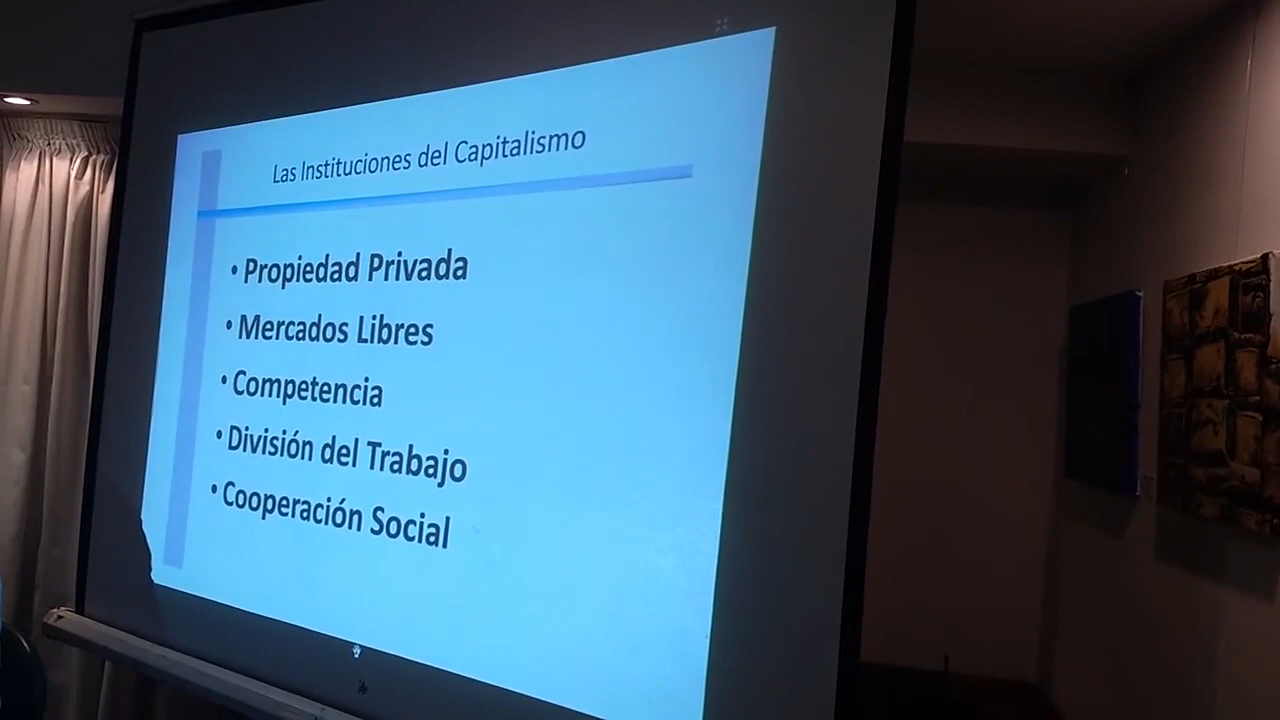 Las Instituciones del Capitalismo
• Propiedad Privada
• Mercados Libres
• Competencia
• División del Trabajo
• Cooperación Social